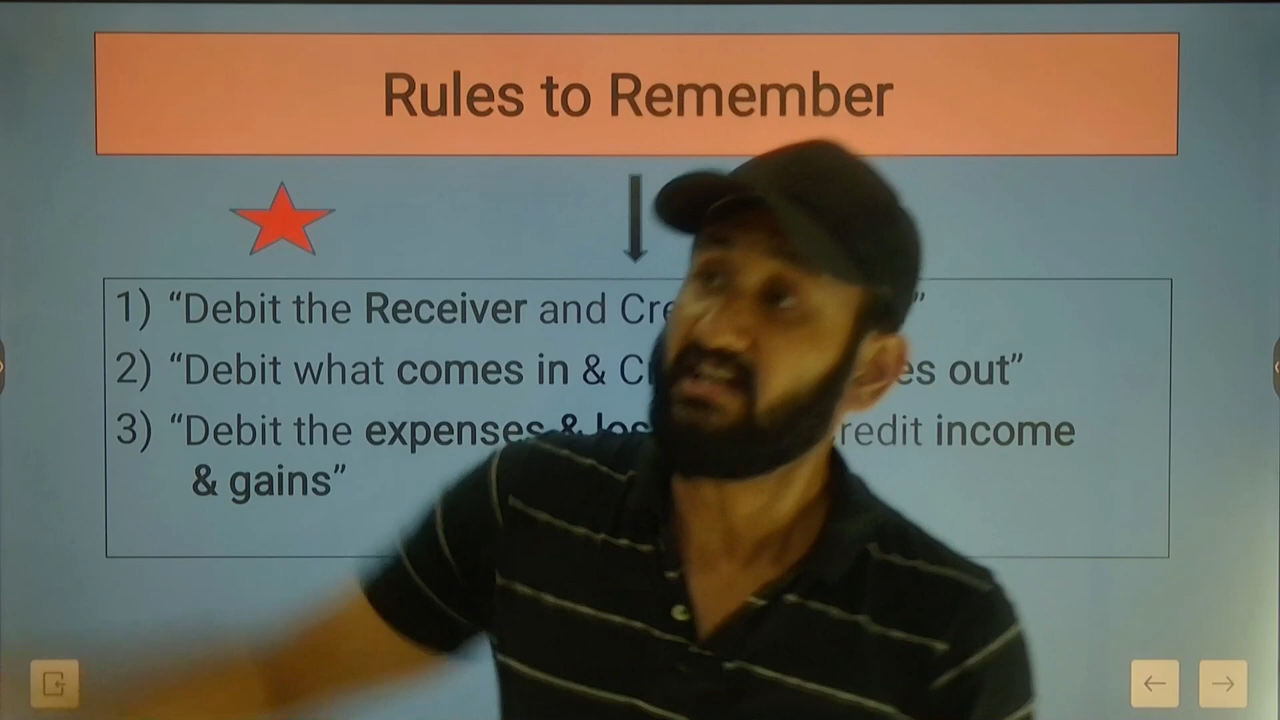 Rules to Remember
1) “Debit the Receiver and Cre ”
2) “Debit what comes in & C es out”
3) “Debit the expenses & los redit income
& gains”